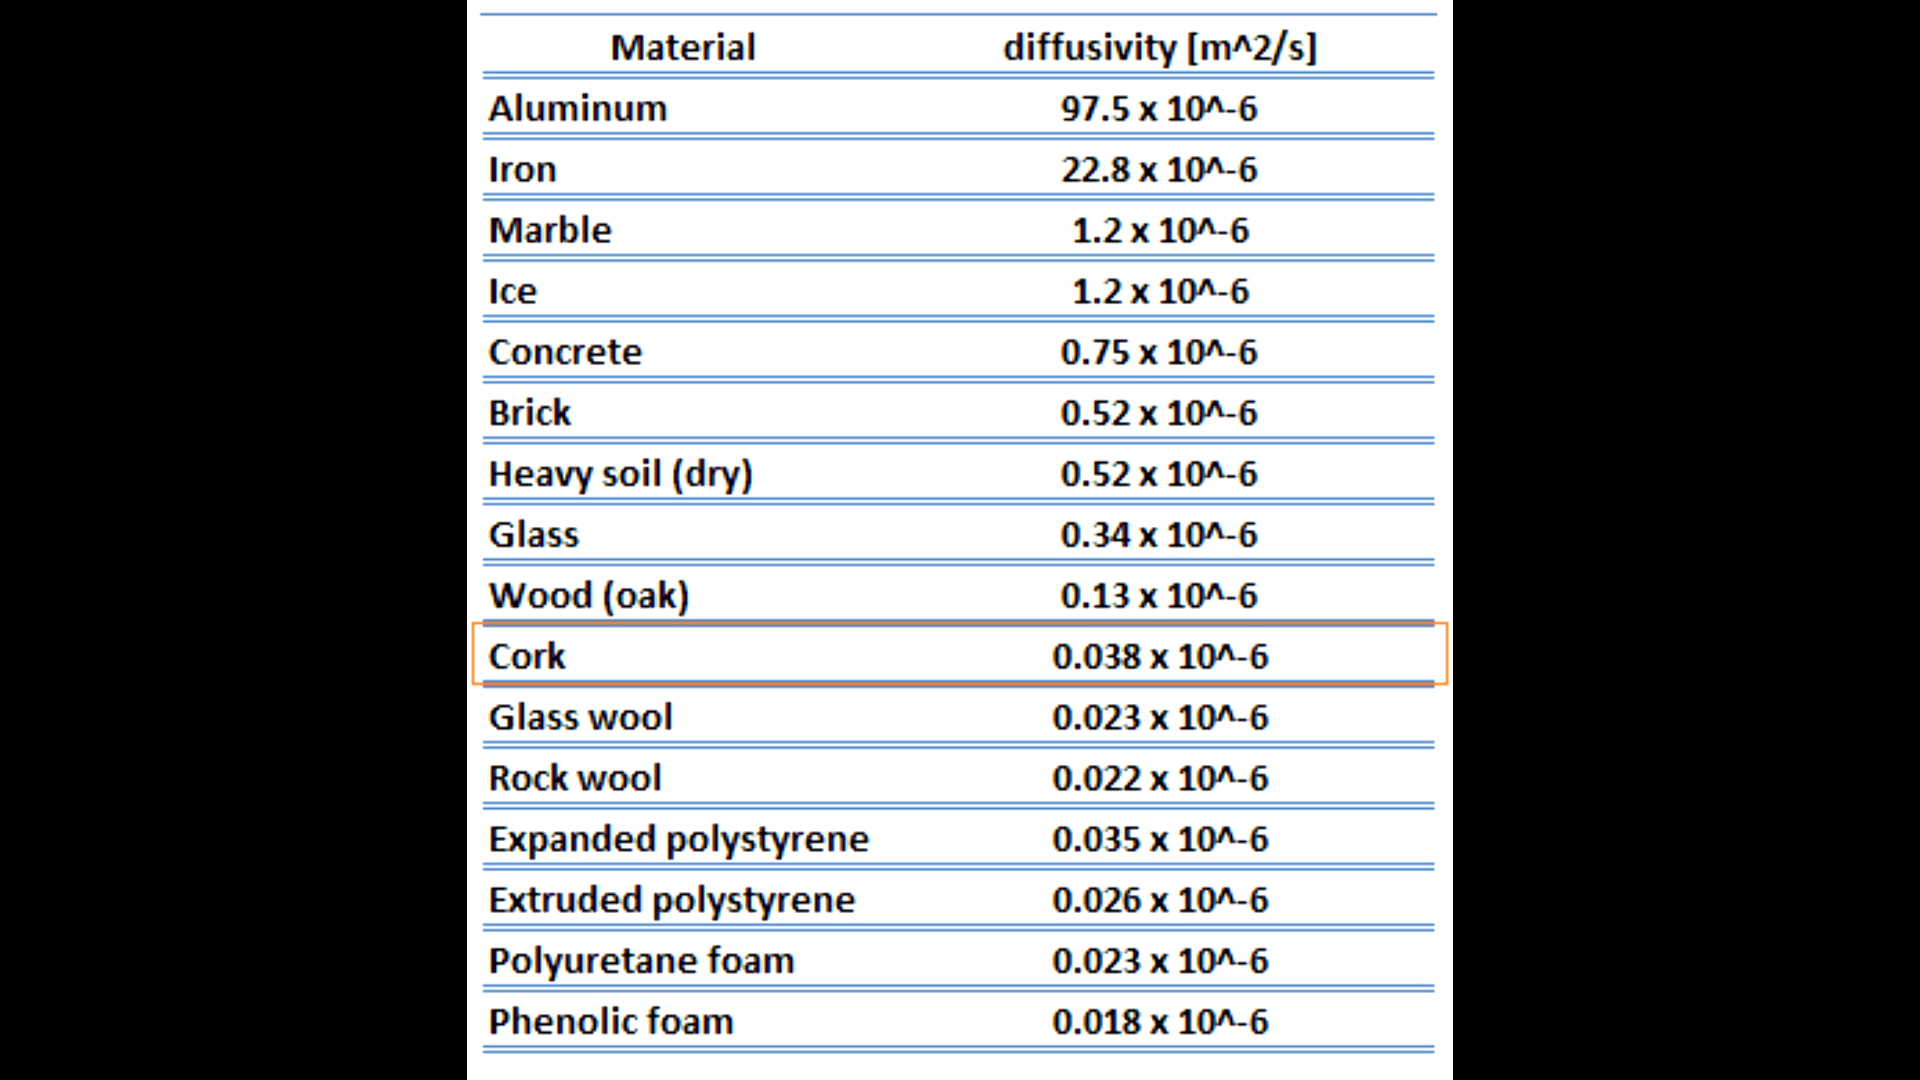 Material diffusivity [m^2/s]
Aluminum 97.5 x 10^-6
Iron 22.8 x 10^-6
Marble 1.2 x 10^-6
Ice 1.2 x 10^-6
Concrete 0.75 x 10^-6
Brick 0.52 x 10^-6
Heavy soil (dry) 0.52 x 10^-6
Glass 0.34 x 10^-6
Wood (oak) 0.13 x 10^-6
Cork 0.038 x 10^-6
Glass wool 0.023 x 10^-6
Rock wool 0.022 x 10^-6
Expanded polystyrene 0.035 x 10^-6
Extruded polystyrene 0.026 x 10^-6
Polyuretane foam 0.023 x 10^-6
Phenolic foam 0.018 x 10^-6